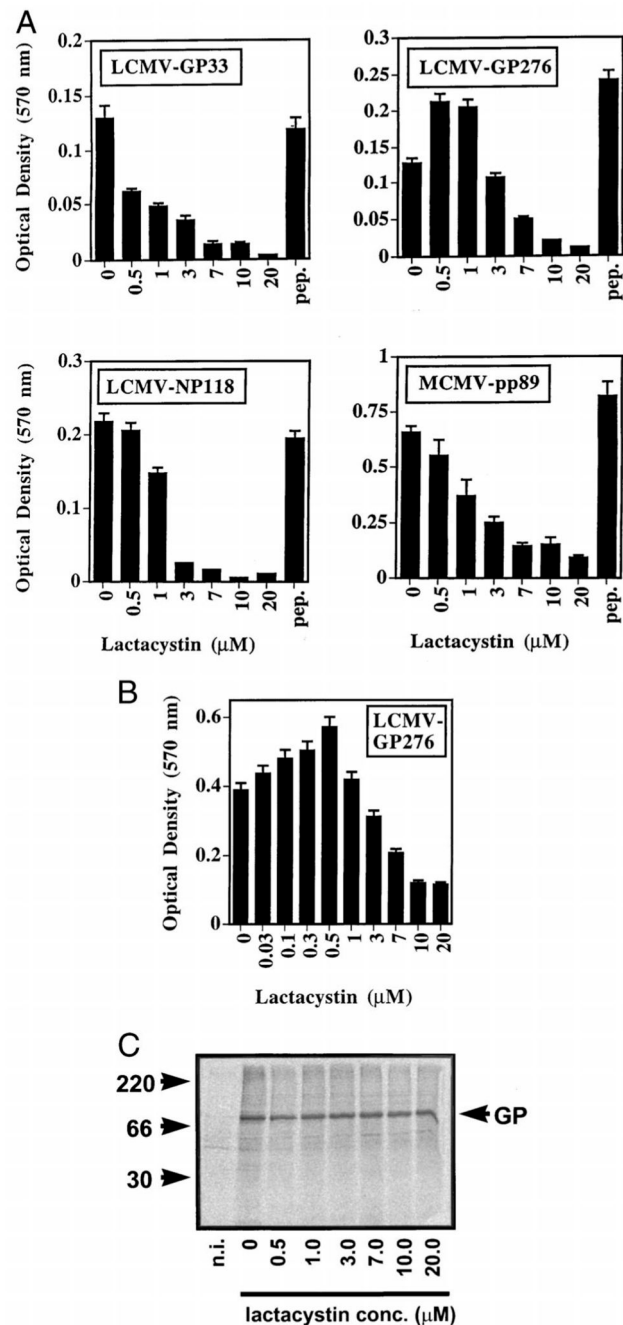 A
LCMV-GP33
Optical Density (570 nm)
0.2
0.15
0.1
0.05
0
0 0.5 1 3 7 10 20 pep.
LCMV-GP276
0.3
0.25
0.2
0.15
0.1
0.05
0
0 0.5 1 3 7 10 20 pep.
LCMV-NP118
Optical Density (570 nm)
0.3
0.2
0.1
0
0 0.5 1 3 7 10 20 pep.
Lactacystin (µM)
MCMV-pp89
1
0.75
0.5
0.25
0
0 0.5 1 3 7 10 20 pep.
Lactacystin (µM)
B
LCMV-
GP276
Optical Density (570 nm)
0.6
0.4
0.2
0
0 0.03 0.1 0.3 0.5 1 3 7 10 20
Lactacystin (µM)
C
220
66
30
GP
n.i. 0 0.5 1.0 3.0 7.0 10.0 20.0
lactacystin conc. (µM)